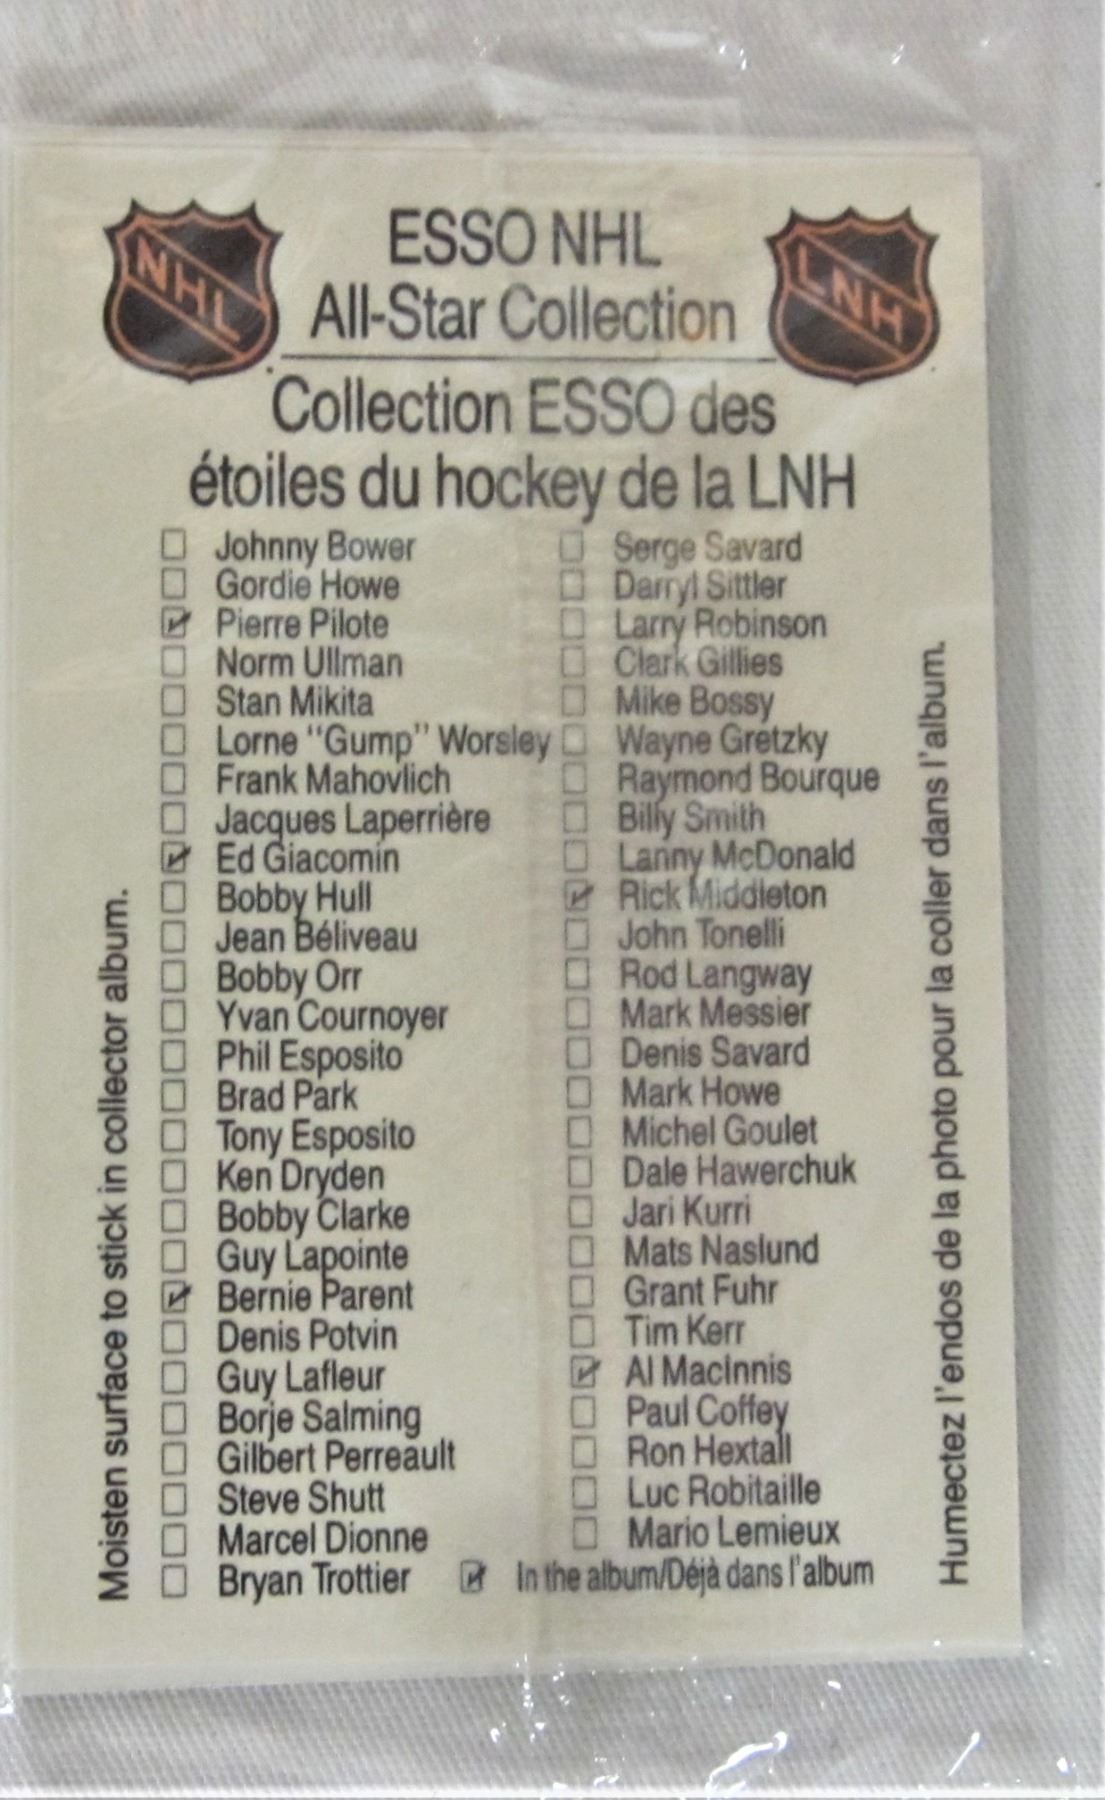 NHL
LNH
ESSO NHL
All-Star Collection
Collection ESSO des
étoiles du hockey de la LNH
Johnny Bower
Gordie Howe
Pierre Pilote
Norm Ullman
Stan Mikita
Lorne "Gump" Worsley
Frank Mahovlich
Jacques Laperrière
Ed Giacomin
Bobby Hull
Jean Béliveau
Bobby Orr
Yvan Cournoyer
Phil Esposito
Brad Park
Tony Esposito
Ken Dryden
Bobby Clarke
Guy Lapointe
Bernie Parent
Denis Potvin
Guy Lafleur
Borje Salming
Gilbert Perreault
Steve Shutt
Marcel Dionne
Bryan Trottier
Serge Savard
Darryl Sittler
Larry Robinson
Clark Gillies
Mike Bossy
Wayne Gretzky
Raymond Bourque
Billy Smith
Lanny McDonald
Rick Middleton
John Tonelli
Rod Langway
Mark Messier
Denis Savard
Mark Howe
Michel Goulet
Dale Hawerchuk
Jari Kurri
Mats Naslund
Grant Fuhr
Tim Kerr
Al MacInnis
Paul Coffey
Ron Hextall
Luc Robitaille
Mario Lemieux
In the album/Déjà dans l'album
Moisten surface to stick in collector album.
Humectez l'endos de la photo pour la coller dans l'album.